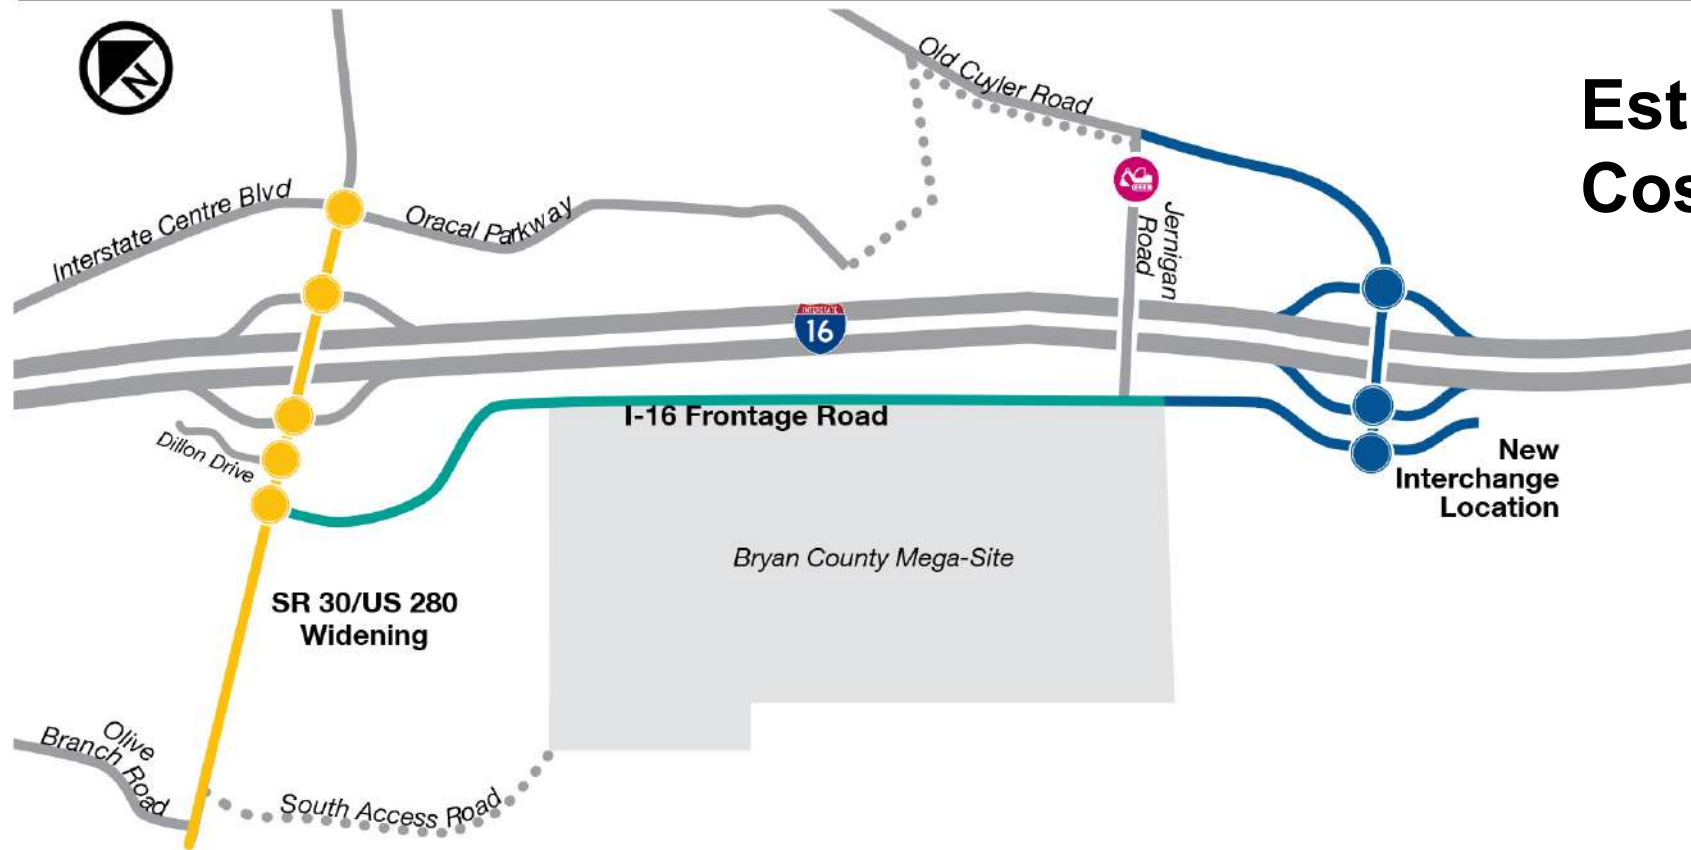 N
Old Cuyler Road
Est
Cos
Interstate Centre Blvd
Oracal Parkway
Jernigan
Road
INTERSTATE
16
I-16 Frontage Road
Dillon Drive
New
Interchange
Location
Bryan County Mega-Site
SR 30/US 280
Widening
Olive
Branch Road
South Access Road